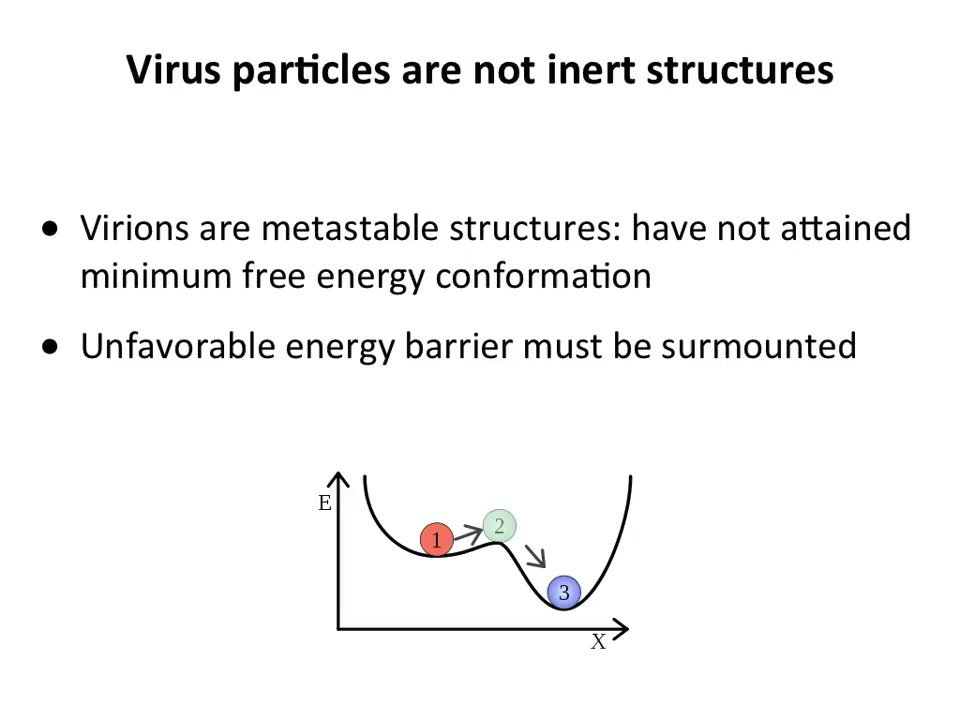 Virus particles are not inert structures
• Virions are metastable structures: have not attained
minimum free energy conformation
• Unfavorable energy barrier must be surmounted
E
1
2
3
X